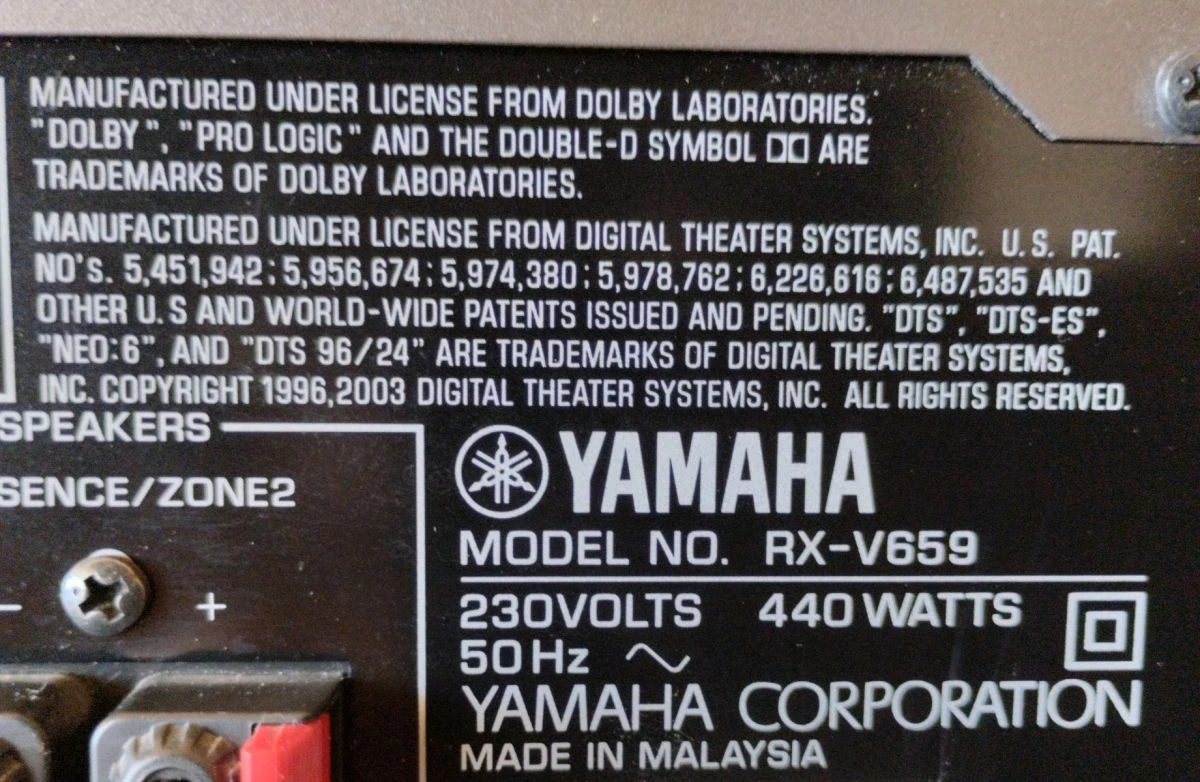 MANUFACTURED UNDER LICENSE FROM DOLBY LABORATORIES.
"DOLBY", "PRO LOGIC" AND THE DOUBLE-D SYMBOL ARE
TRADEMARKS OF DOLBY LABORATORIES.
MANUFACTURED UNDER LICENSE FROM DIGITAL THEATER SYSTEMS, INC. U.S. PAT.
NO's. 5,451,942; 5,956,674; 5,974,380; 5,978,762; 6,226,616; 6,487,535 AND
OTHER U.S AND WORLD-WIDE PATENTS ISSUED AND PENDING. "DTS", "DTS-ES",
"NEO:6", AND "DTS 96/24" ARE TRADEMARKS OF DIGITAL THEATER SYSTEMS,
INC. COPYRIGHT 1996,2003 DIGITAL THEATER SYSTEMS, INC. ALL RIGHTS RESERVED.
SPEAKERS
SENCE/ZONE2
- +
YAMAHA
MODEL NO. RX-V659
230VOLTS 440 WATTS
50Hz ~
YAMAHA CORPORATION
MADE IN MALAYSIA